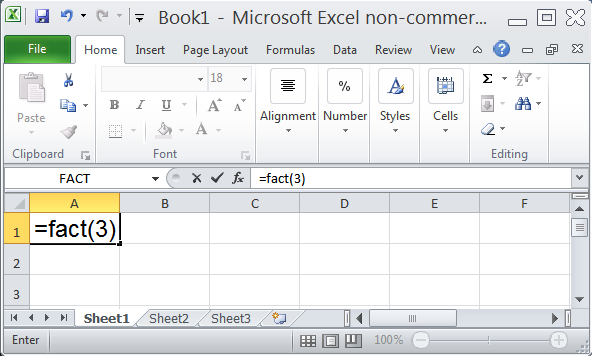 Book1 - Microsoft Excel non-commer...
File Home Insert Page Layout Formulas Data Review View
Paste
18
B I U A A
A
Σ
A Z
%
Alignment Number Styles Cells
Clipboard Font Editing
FACT fx =fact(3)
A B C D E F
1 =fact(3)
2
3
Sheet1 Sheet2 Sheet3
Enter 100%